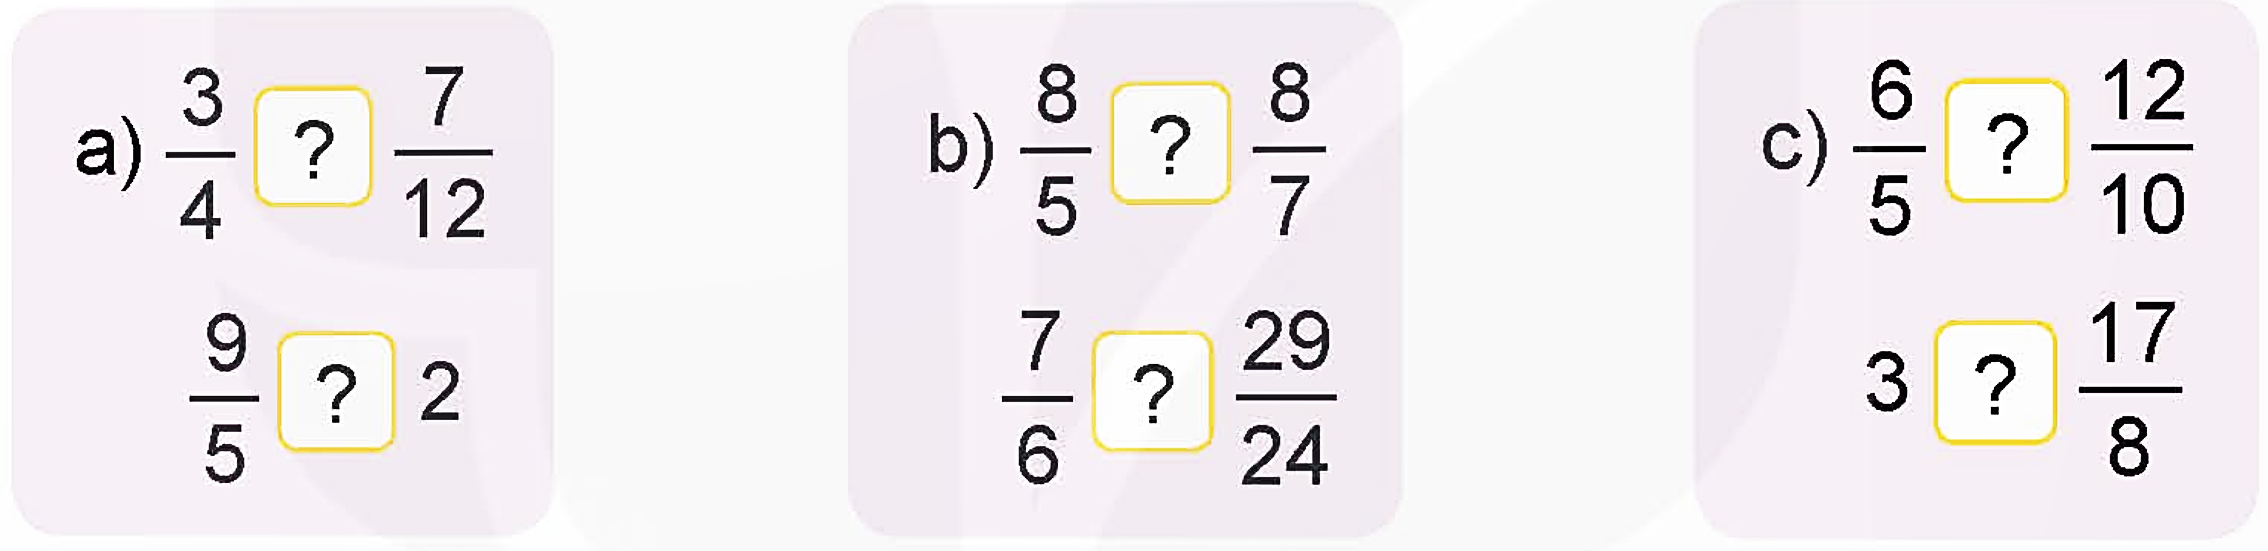 a) 3/4 ? 7/12
9/5 ? 2
b) 8/5 ? 8/7
7/6 ? 29/24
c) 6/5 ? 12/10
3 ? 17/8